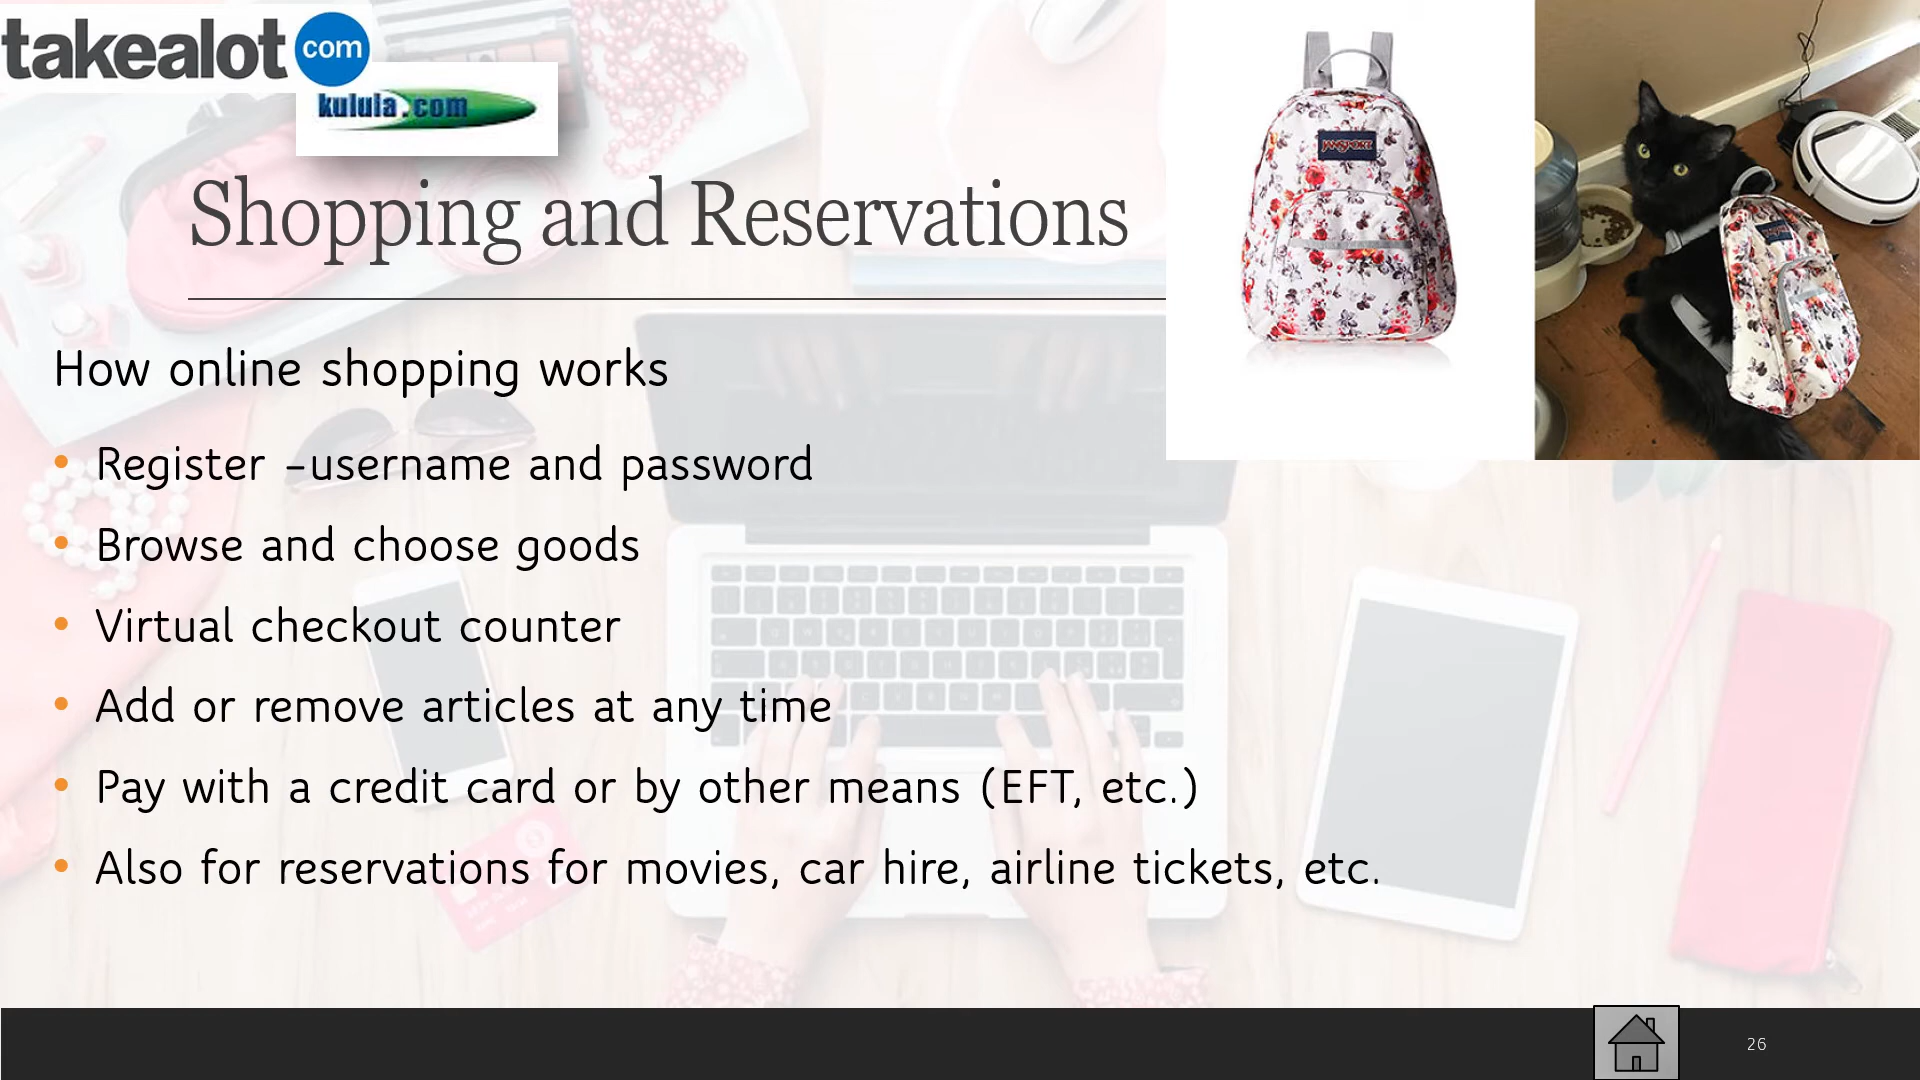 takealot com
kulula.com
JANSPORT
Shopping and Reservations
How online shopping works
• Register –username and password
• Browse and choose goods
• Virtual checkout counter
• Add or remove articles at any time
• Pay with a credit card or by other means (EFT, etc.)
• Also for reservations for movies, car hire, airline tickets, etc.
26